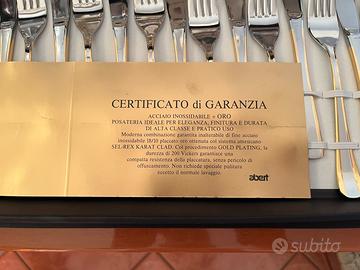 CERTIFICATO di GARANZIA
ACCIAIO INOSSIDABILE + ORO
POSATERIA IDEALE PER ELEGANZA, FINITURA E DURATA
DI ALTA CLASSE E PRATICO USO
Moderna combinazione garantita inalterabile di fine acciaio
inossidabile 18/10 placcato oro ottenuta col sistema americano
SEL-REX KARAT CLAD. Col procedimento GOLD PLATING, la
durezza di 200 Vickers garantisce una
compatta resistenza della placcatura, senza pericolo di
offuscamento. Non richiede speciale pulitura
eccetto il normale lavaggio.
abert
subito